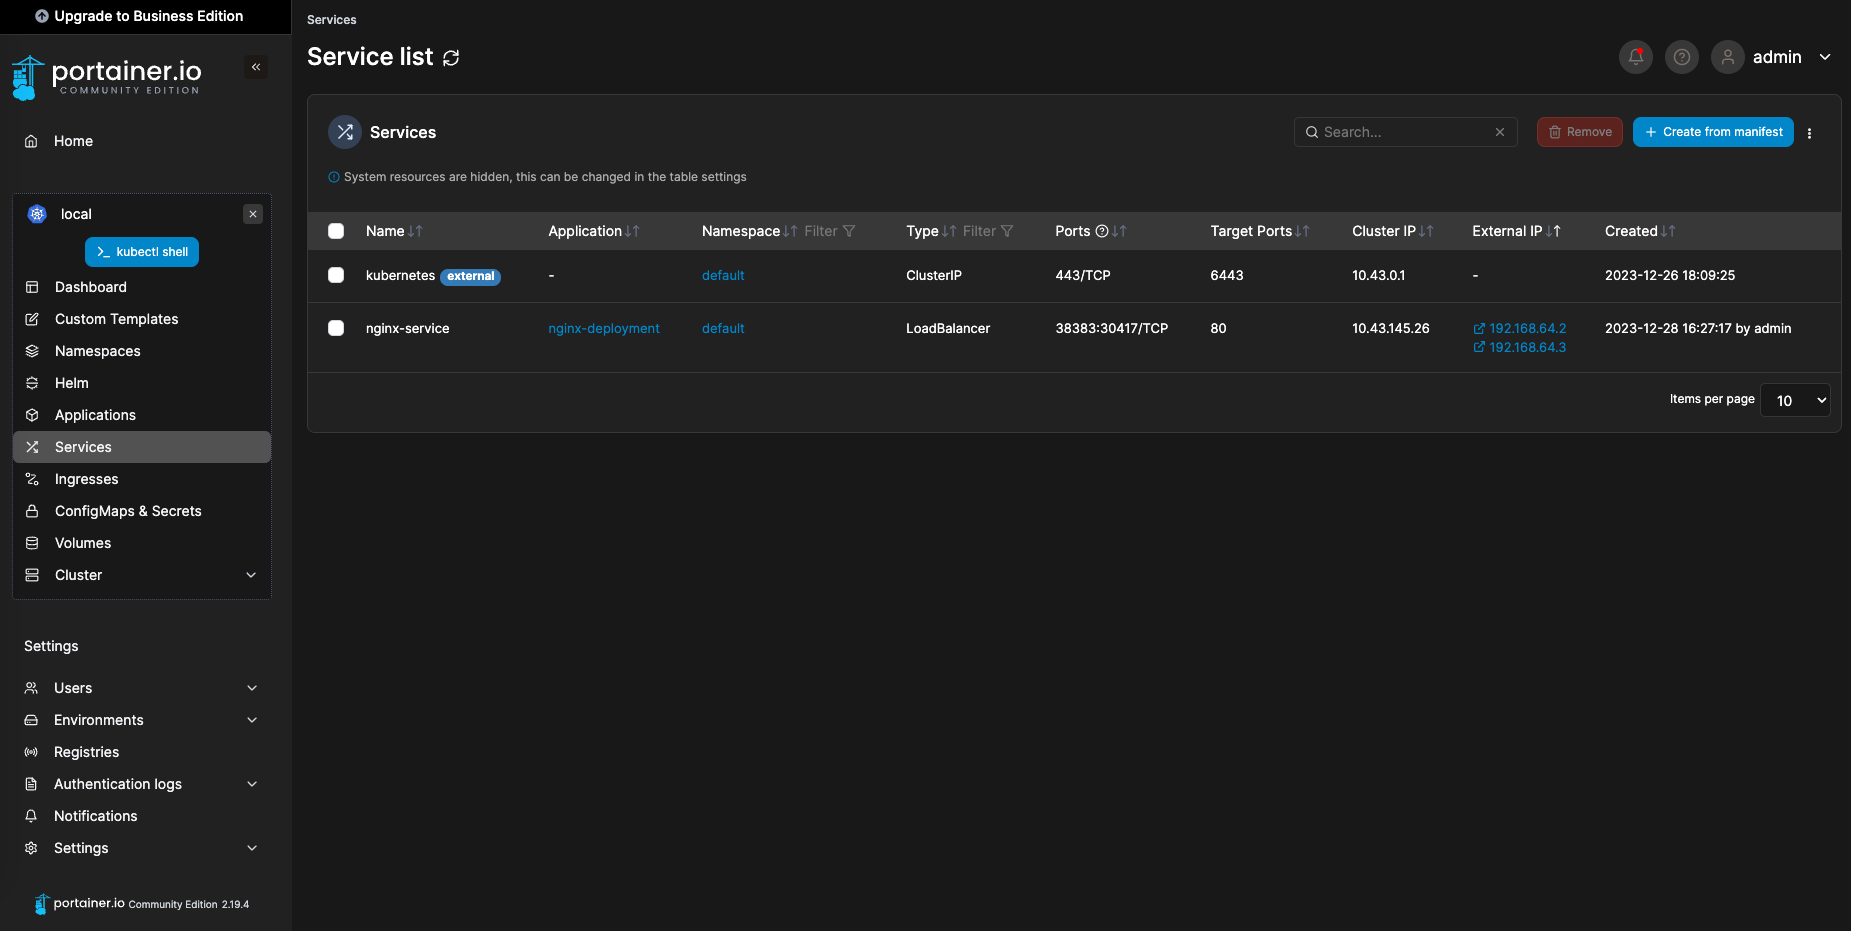 Upgrade to Business Edition
portainer.io
COMMUNITY EDITION
Home
local
kubectl shell
Dashboard
Custom Templates
Namespaces
Helm
Applications
Services
Ingresses
ConfigMaps & Secrets
Volumes
Cluster
Settings
Users
Environments
Registries
Authentication logs
Notifications
Settings
portainer.io Community Edition 2.19.4
Services
Service list
admin
Services
Search...
Remove
Create from manifest
System resources are hidden, this can be changed in the table settings
Name Application Namespace Filter Type Filter Ports Target Ports Cluster IP External IP Created
kubernetes external - default ClusterIP 443/TCP 6443 10.43.0.1 - 2023-12-26 18:09:25
nginx-service nginx-deployment default LoadBalancer 38383:30417/TCP 80 10.43.145.26 192.168.64.2 2023-12-28 16:27:17 by admin
192.168.64.3
Items per page 10